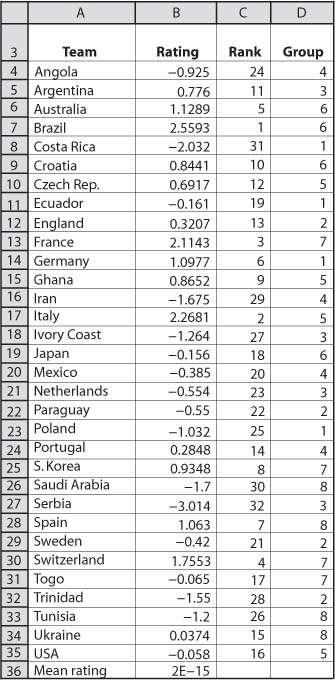 A B C D
3 Team Rating Rank Group
4 Angola −0.925 24 4
5 Argentina 0.776 11 3
6 Australia 1.1289 5 6
7 Brazil 2.5593 1 6
8 Costa Rica −2.032 31 1
9 Croatia 0.8441 10 6
10 Czech Rep. 0.6917 12 5
11 Ecuador −0.161 19 1
12 England 0.3207 13 2
13 France 2.1143 3 7
14 Germany 1.0977 6 1
15 Ghana 0.8652 9 5
16 Iran −1.675 29 4
17 Italy 2.2681 2 5
18 Ivory Coast −1.264 27 3
19 Japan −0.156 18 6
20 Mexico −0.385 20 4
21 Netherlands −0.554 23 3
22 Paraguay −0.55 22 2
23 Poland −1.032 25 1
24 Portugal 0.2848 14 4
25 S. Korea 0.9348 8 7
26 Saudi Arabia −1.7 30 8
27 Serbia −3.014 32 3
28 Spain 1.063 7 8
29 Sweden −0.42 21 2
30 Switzerland 1.7553 4 7
31 Togo −0.065 17 7
32 Trinidad −1.55 28 2
33 Tunisia −1.2 26 8
34 Ukraine 0.0374 15 8
35 USA −0.058 16 5
36 Mean rating 2E−15